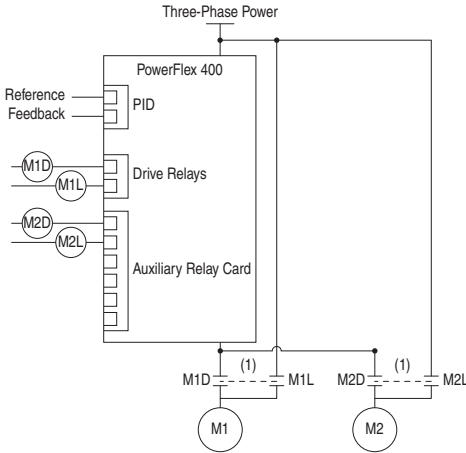 Three-Phase Power
PowerFlex 400
Reference
Feedback
PID
M1D
M1L
Drive Relays
M2D
M2L
Auxiliary Relay Card
(1)
(1)
M1D
M1L
M2D
M2L
M1
M2